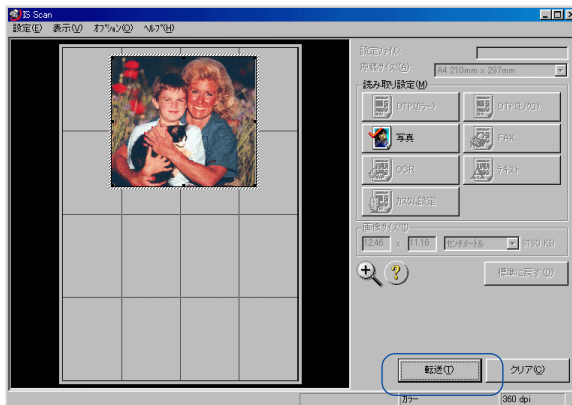 IS Scan
設定(E) 表示(V) オプション(O) ヘルプ(H)
設定ファイル:
原稿サイズ(A) A4 210mm x 297mm
読み取り設定(M)
DTP(カラー) DTP(モノクロ)
写真 FAX
OCR テキスト
カスタム設定
画像サイズ(I)
12.46 x 11.16 センチメートル 8193 KB
標準に戻す(D)
転送(T) クリア(C)
カラー 360 dpi